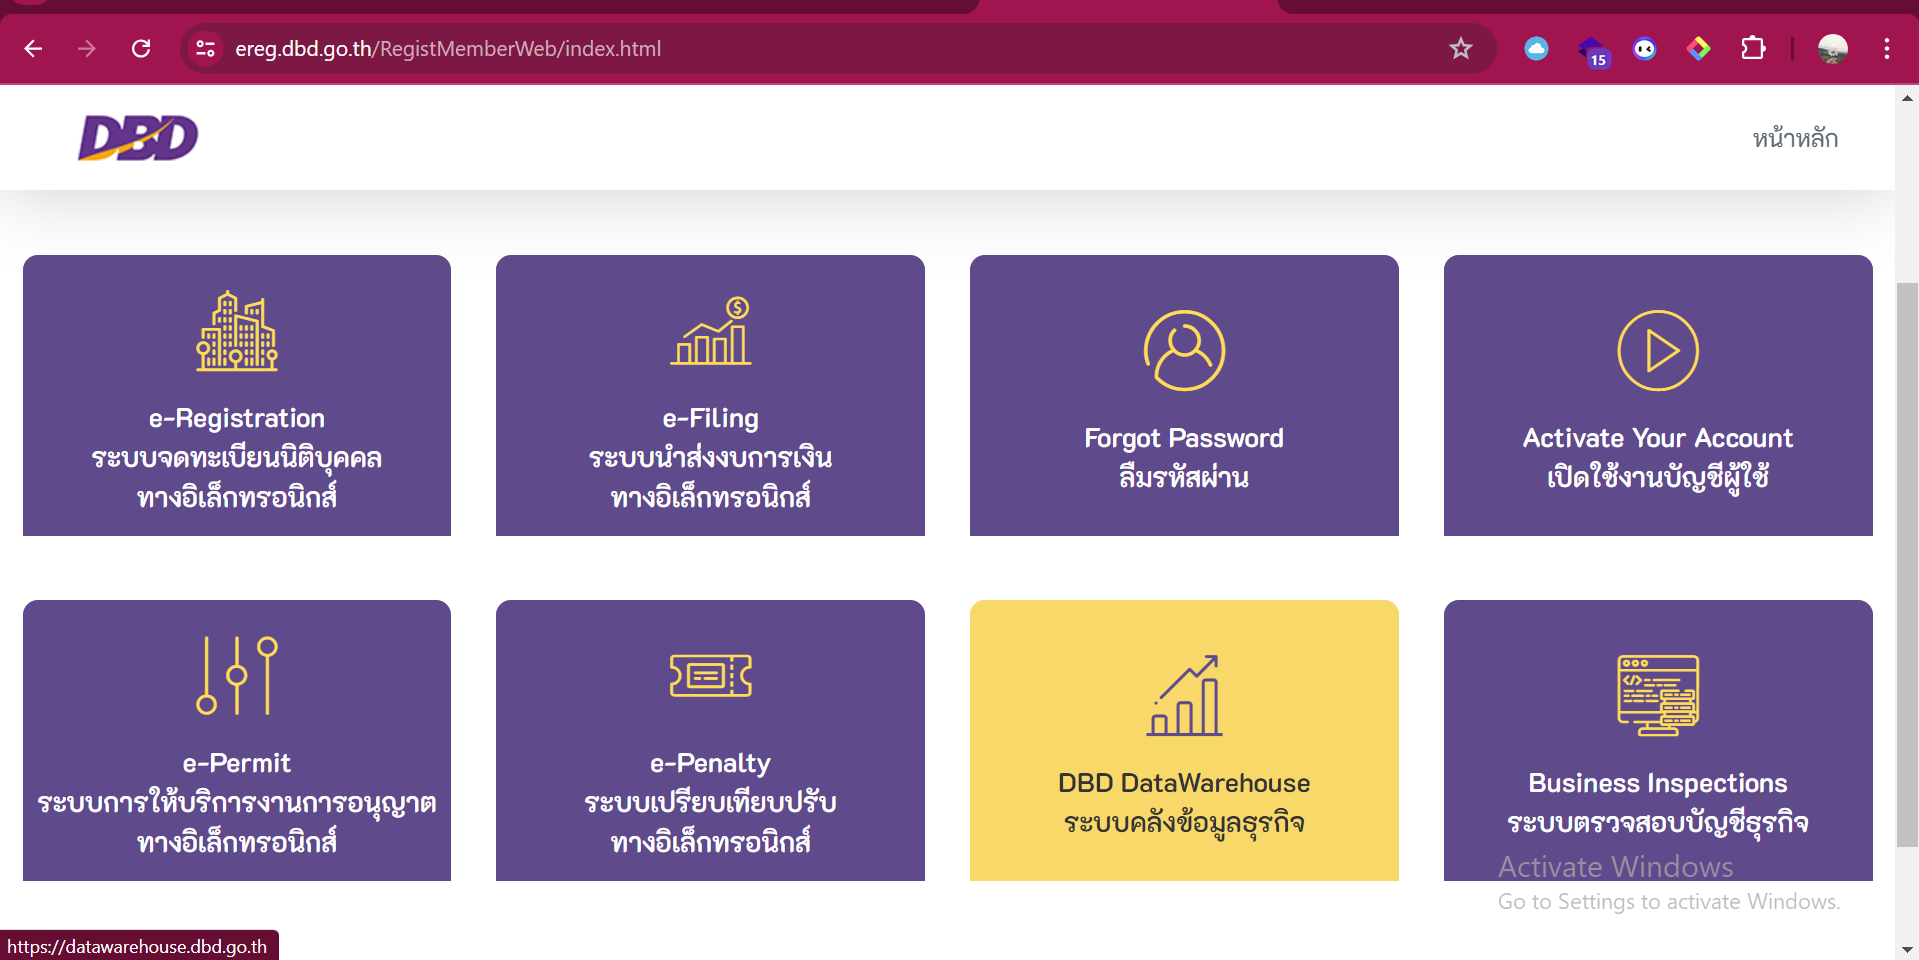 ereg.dbd.go.th/RegistMemberWeb/index.html
15
DBD
หน้าหลัก
e-Registration
ระบบจดทะเบียนนิติบุคคล
ทางอิเล็กทรอนิกส์
e-Filing
ระบบนำส่งงบการเงิน
ทางอิเล็กทรอนิกส์
Forgot Password
ลืมรหัสผ่าน
Activate Your Account
เปิดใช้งานบัญชีผู้ใช้
e-Permit
ระบบการให้บริการงานการอนุญาต
ทางอิเล็กทรอนิกส์
e-Penalty
ระบบเปรียบเทียบปรับ
ทางอิเล็กทรอนิกส์
DBD DataWarehouse
ระบบคลังข้อมูลธุรกิจ
Business Inspections
ระบบตรวจสอบบัญชีธุรกิจ
Activate Windows
Go to Settings to activate Windows.
https://datawarehouse.dbd.go.th